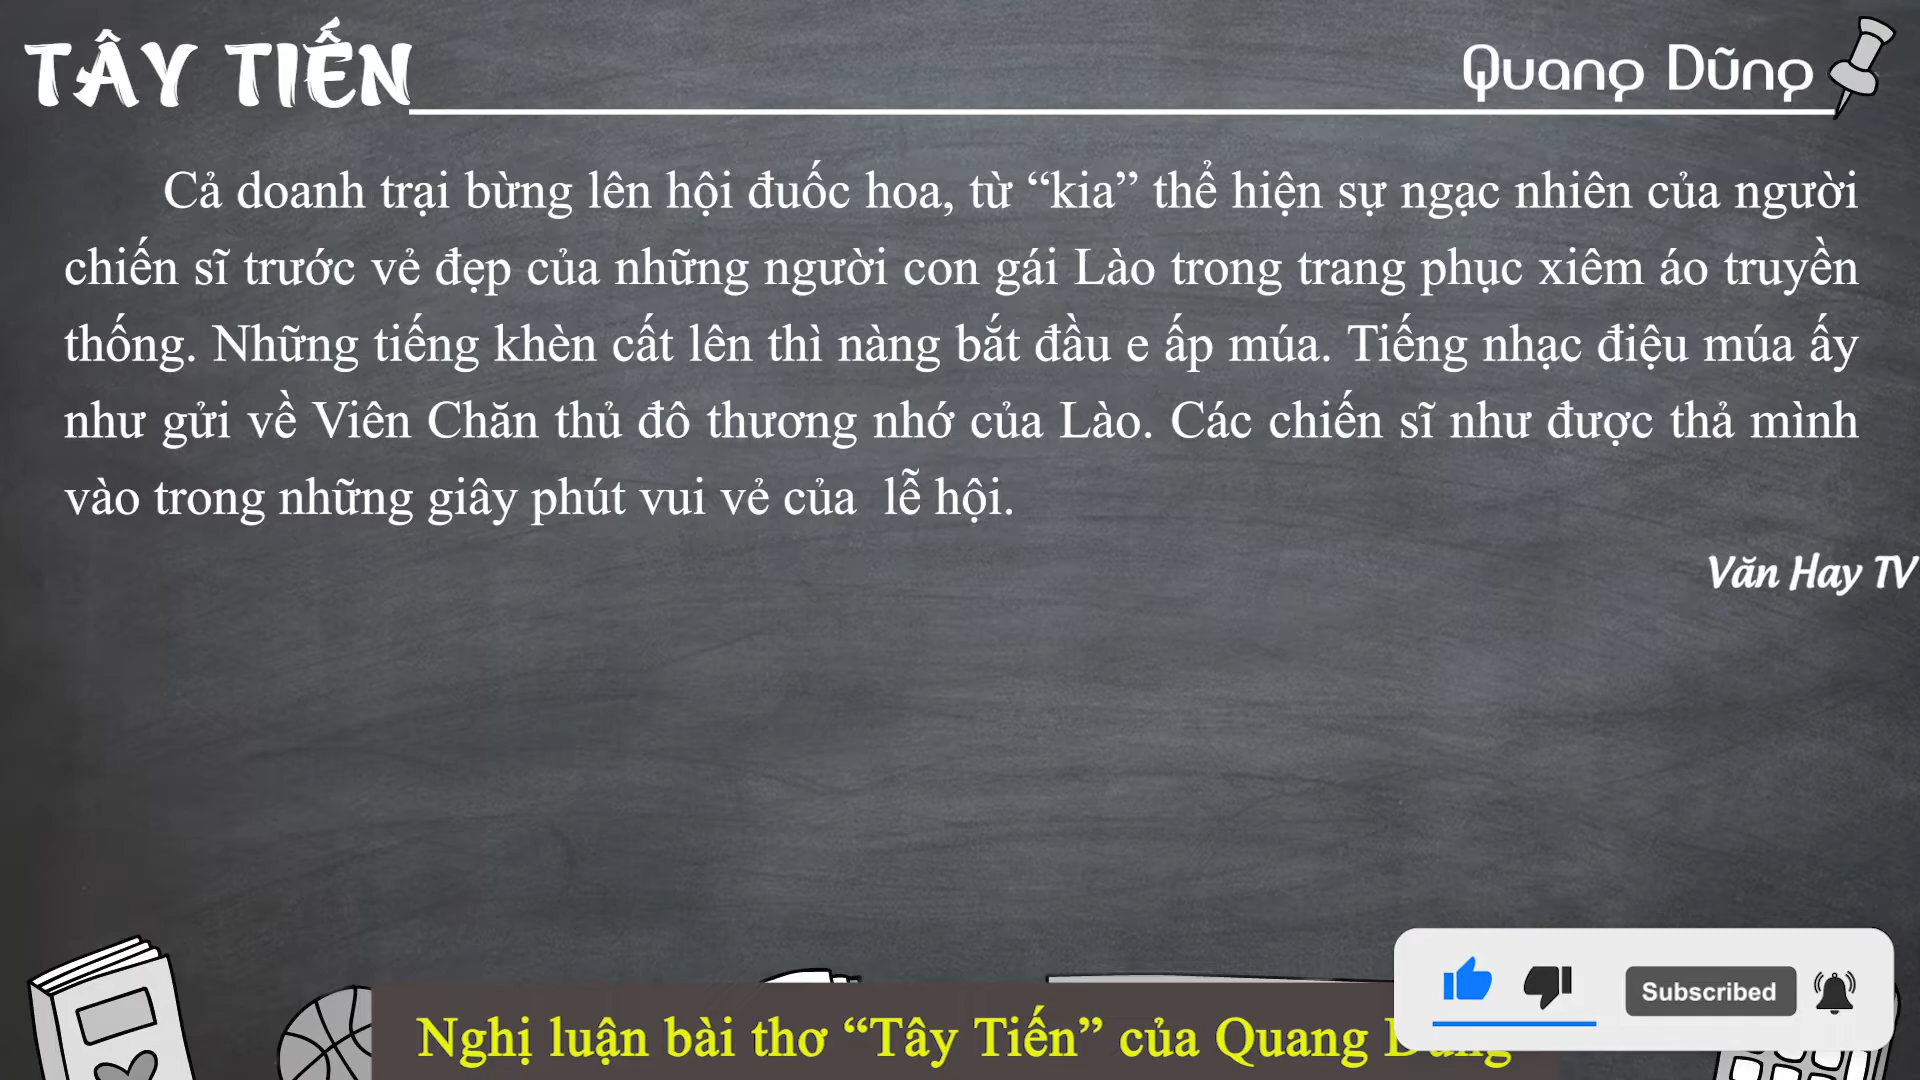 TÂY TIẾN
Quang Dũng
Cả doanh trại bừng lên hội đuốc hoa, từ “kia” thể hiện sự ngạc nhiên của người
chiến sĩ trước vẻ đẹp của những người con gái Lào trong trang phục xiêm áo truyền
thống. Những tiếng khèn cất lên thì nàng bắt đầu e ấp múa. Tiếng nhạc điệu múa ấy
như gửi về Viên Chăn thủ đô thương nhớ của Lào. Các chiến sĩ như được thả mình
vào trong những giây phút vui vẻ của lễ hội.
Văn Hay TV
Subscribed
Nghị luận bài thơ “Tây Tiến” của Quang Dũng